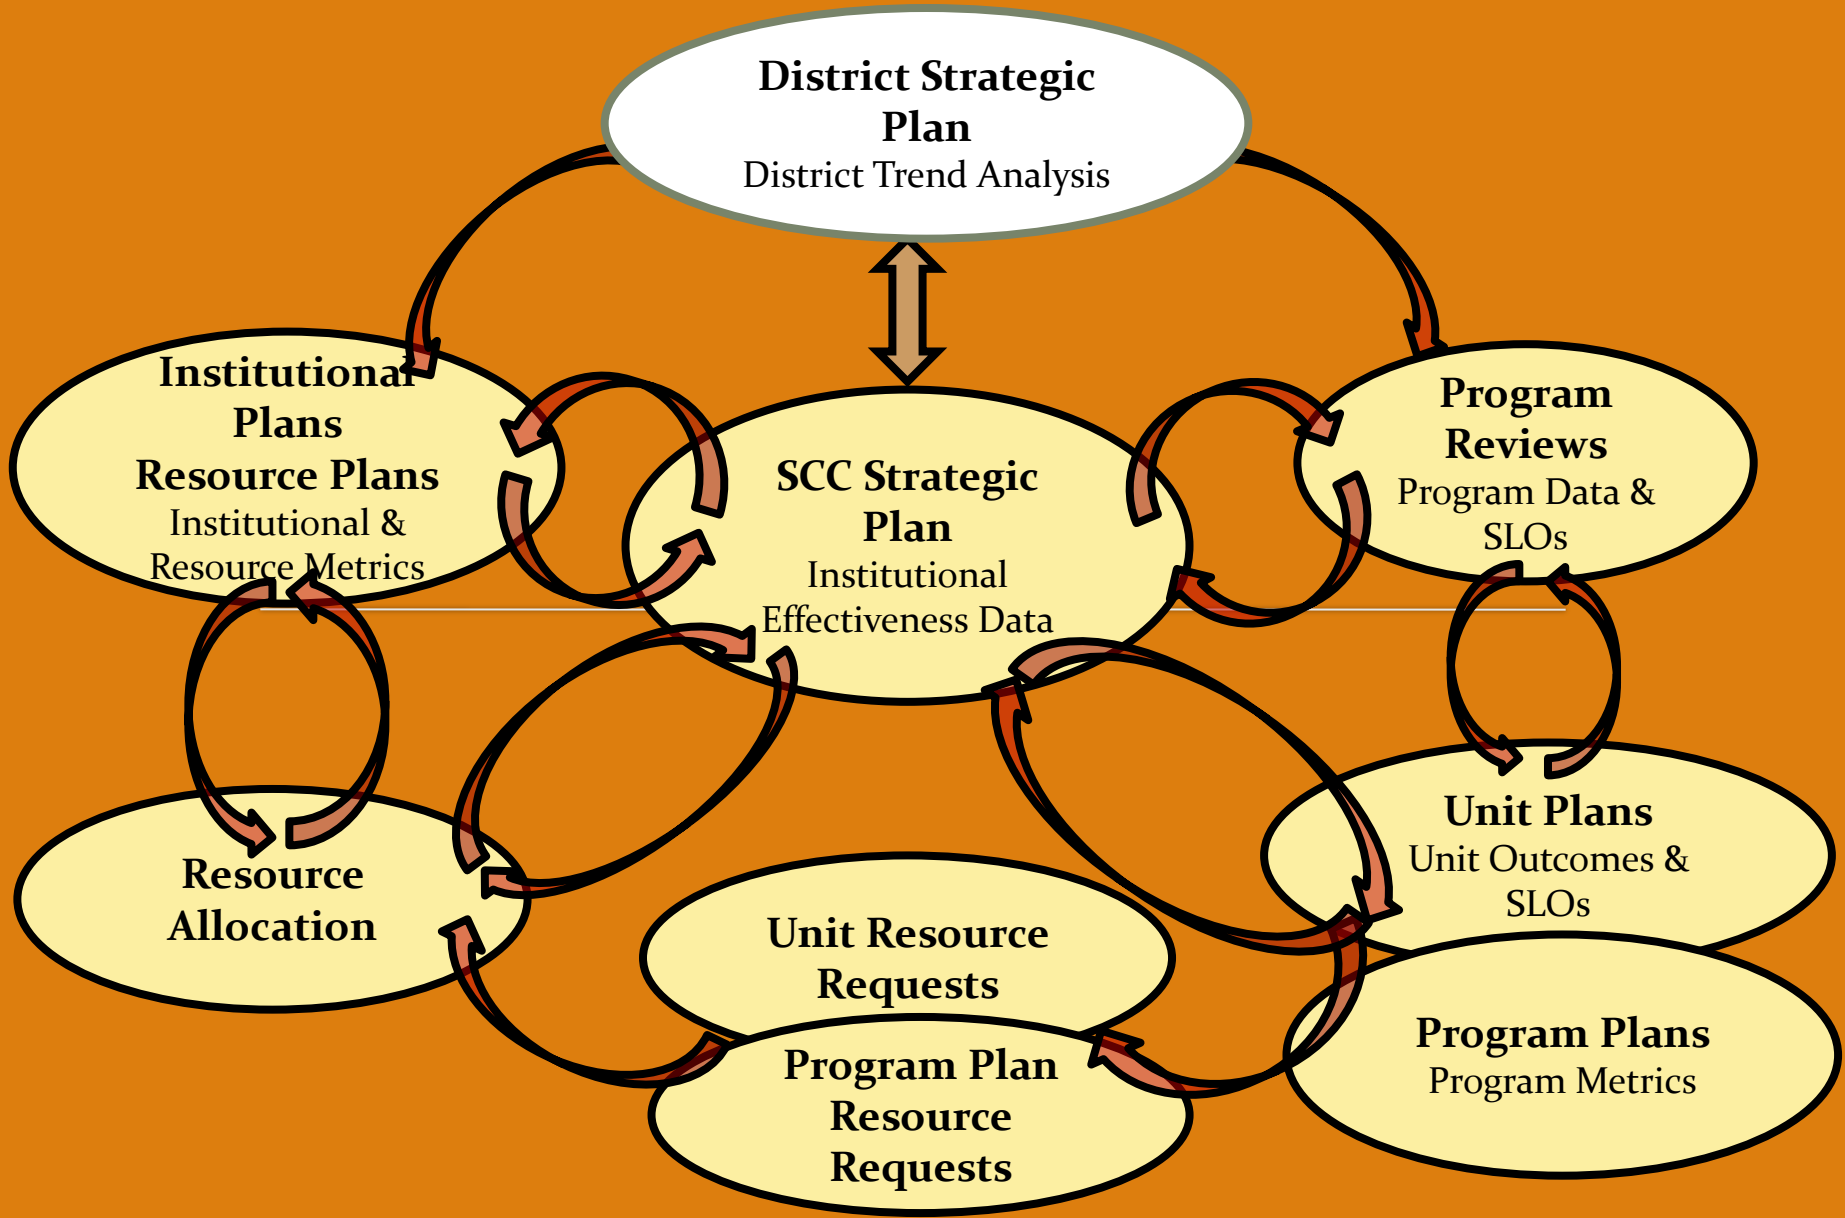 District Strategic
Plan
District Trend Analysis
Institutional
Plans
Resource Plans
Institutional &
Resource Metrics
SCC Strategic
Plan
Institutional
Effectiveness Data
Program
Reviews
Program Data &
SLOs
Resource
Allocation
Unit Resource
Requests
Program Plan
Resource
Requests
Unit Plans
Unit Outcomes &
SLOs
Program Plans
Program Metrics